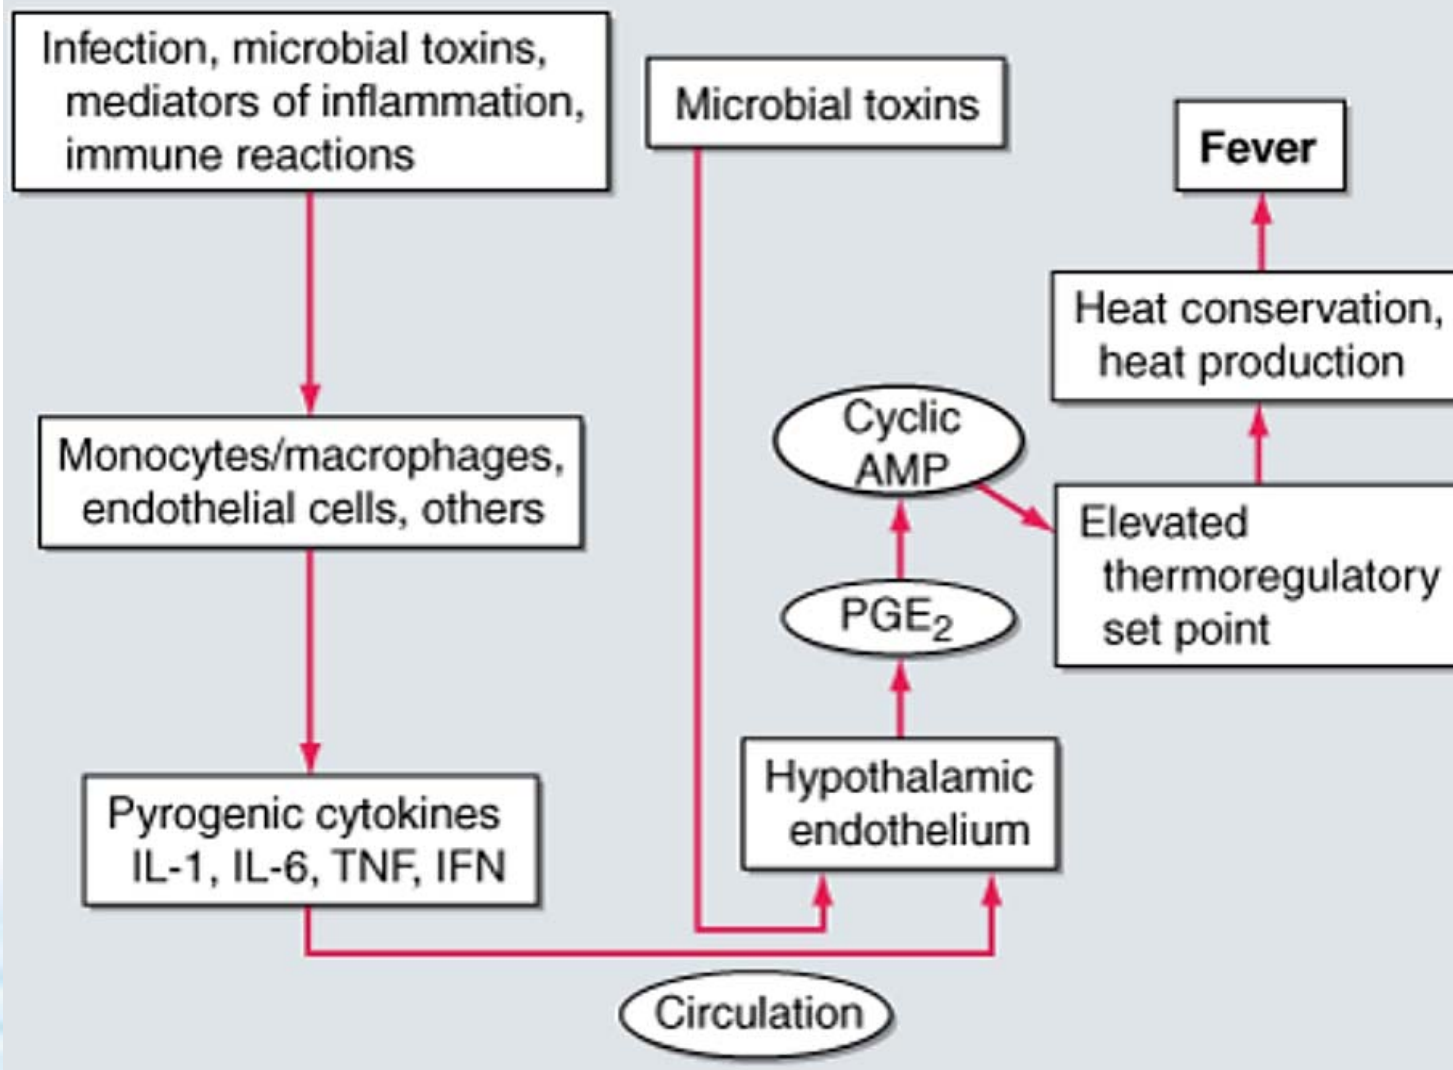 Infection, microbial toxins,
mediators of inflammation,
immune reactions
Microbial toxins
Fever
Heat conservation,
heat production
Cyclic
AMP
Monocytes/macrophages,
endothelial cells, others
Elevated
thermoregulatory
set point
PGE₂
Hypothalamic
endothelium
Pyrogenic cytokines
IL-1, IL-6, TNF, IFN
Circulation